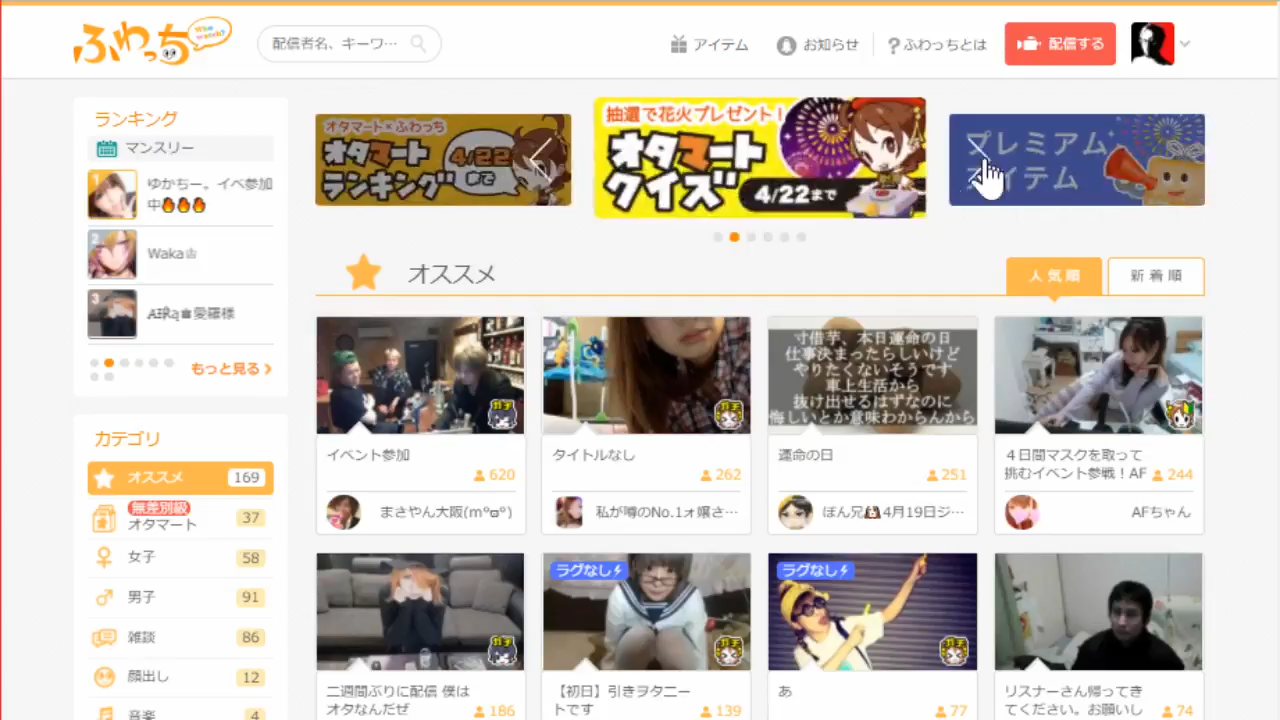 ふわっち
Who watch?
配信者名、キーワ…
アイテム
お知らせ
?ふわっちとは
配信する
ランキング
マンスリー
1
ゆかちー。イベ参加
中🔥🔥🔥
2
Waka♔
3
愛羅様
もっと見る
カテゴリ
オススメ
169
無差別級
オタマート
37
女子
58
男子
91
雑談
86
顔出し
12
音楽
4
オタマート×ふわっち
オタマート
ランキング
4/22
まで
抽選で花火プレゼント!
オタマート
クイズ
4/22まで
プレミアム
アイテム
オススメ
人気順
新着順
イベント参加
620
まさやん大阪(m°¤°)
タイトルなし
262
私が噂のNo.1ォ嬢さ…
寸借芋、本日運命の日
仕事決まったらしいけど
やりたくないそうです
車上生活から
抜け出せるはずなのに
悔しいとか意味わからんから
運命の日
251
ぽん兄4月19日ジ…
4日間マスクを取って
挑むイベント参戦!AF
244
AFちゃん
二週間ぶりに配信 僕は
オタなんだぜ
186
ラグなし
【初日】引きヲタニー
トです
139
ラグなし
あ
77
リスナーさん帰ってき
てください。お願いし
74